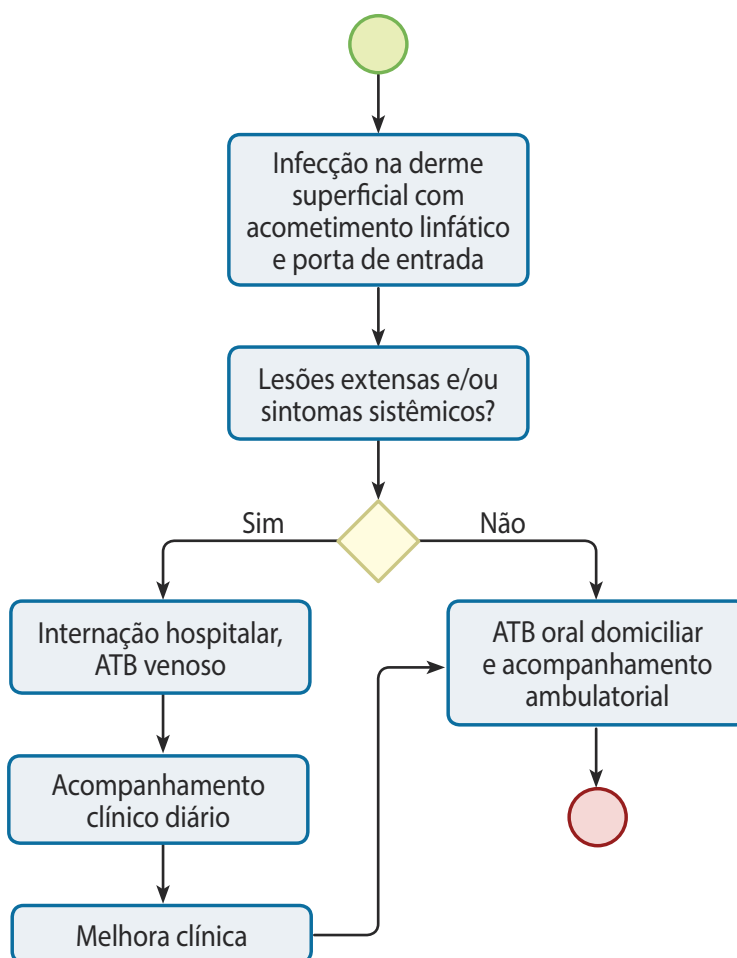 Infecção na derme
superficial com
acometimento linfático
e porta de entrada
Lesões extensas e/ou
sintomas sistêmicos?
Sim
Não
Internação hospitalar,
ATB venoso
ATB oral domiciliar
e acompanhamento
ambulatorial
Acompanhamento
clínico diário
Melhora clínica